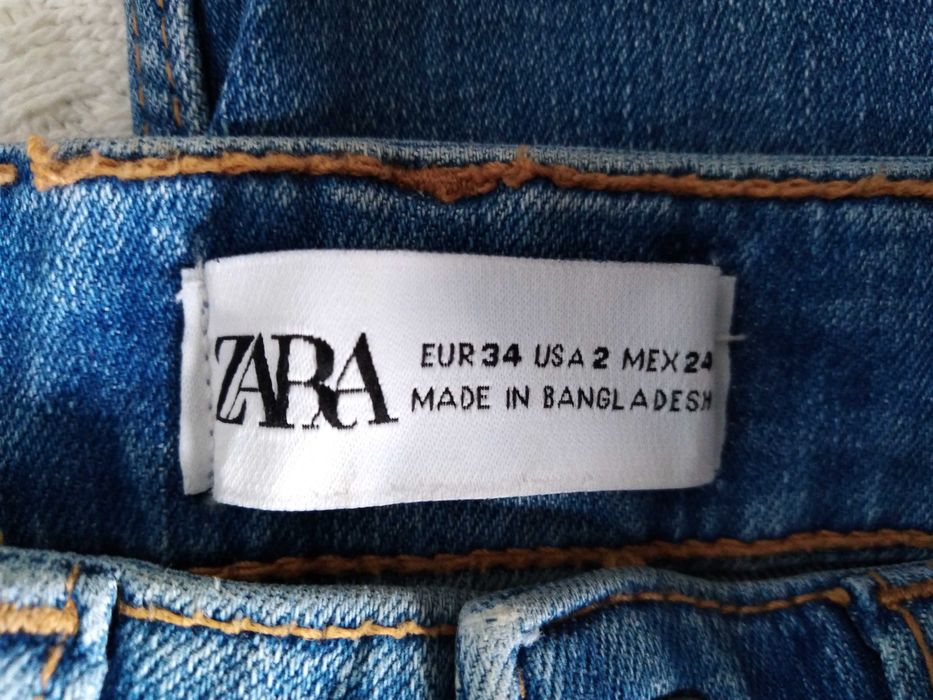 ZARA
EUR 34 USA 2 MEX 24
MADE IN BANGLADESH